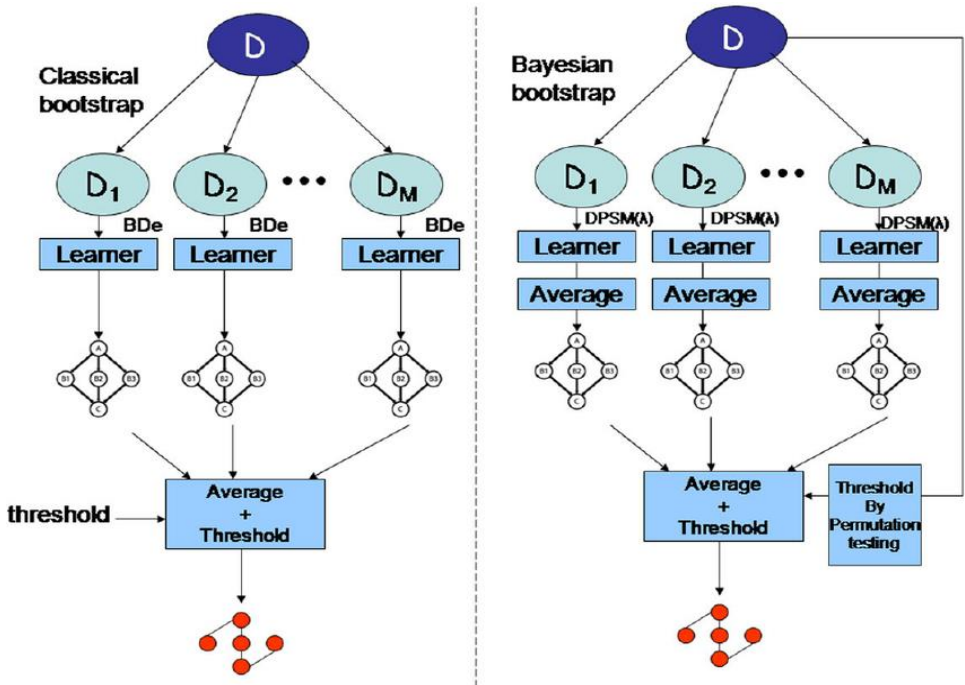 D
Classical
bootstrap
D1
D2
•••
DM
BDe
BDe
BDe
Learner
Learner
Learner
A
B1
B2
B3
C
A
B1
B2
B3
C
A
B1
B2
B3
C
threshold
Average
+
Threshold
D
Bayesian
bootstrap
D1
D2
•••
DM
DPSM(λ)
DPSM(λ)
DPSM(λ)
Learner
Learner
Learner
Average
Average
Average
A
B1
B2
B3
C
A
B1
B2
B3
C
A
B1
B2
B3
C
Average
+
Threshold
Threshold
By
Permutation
testing